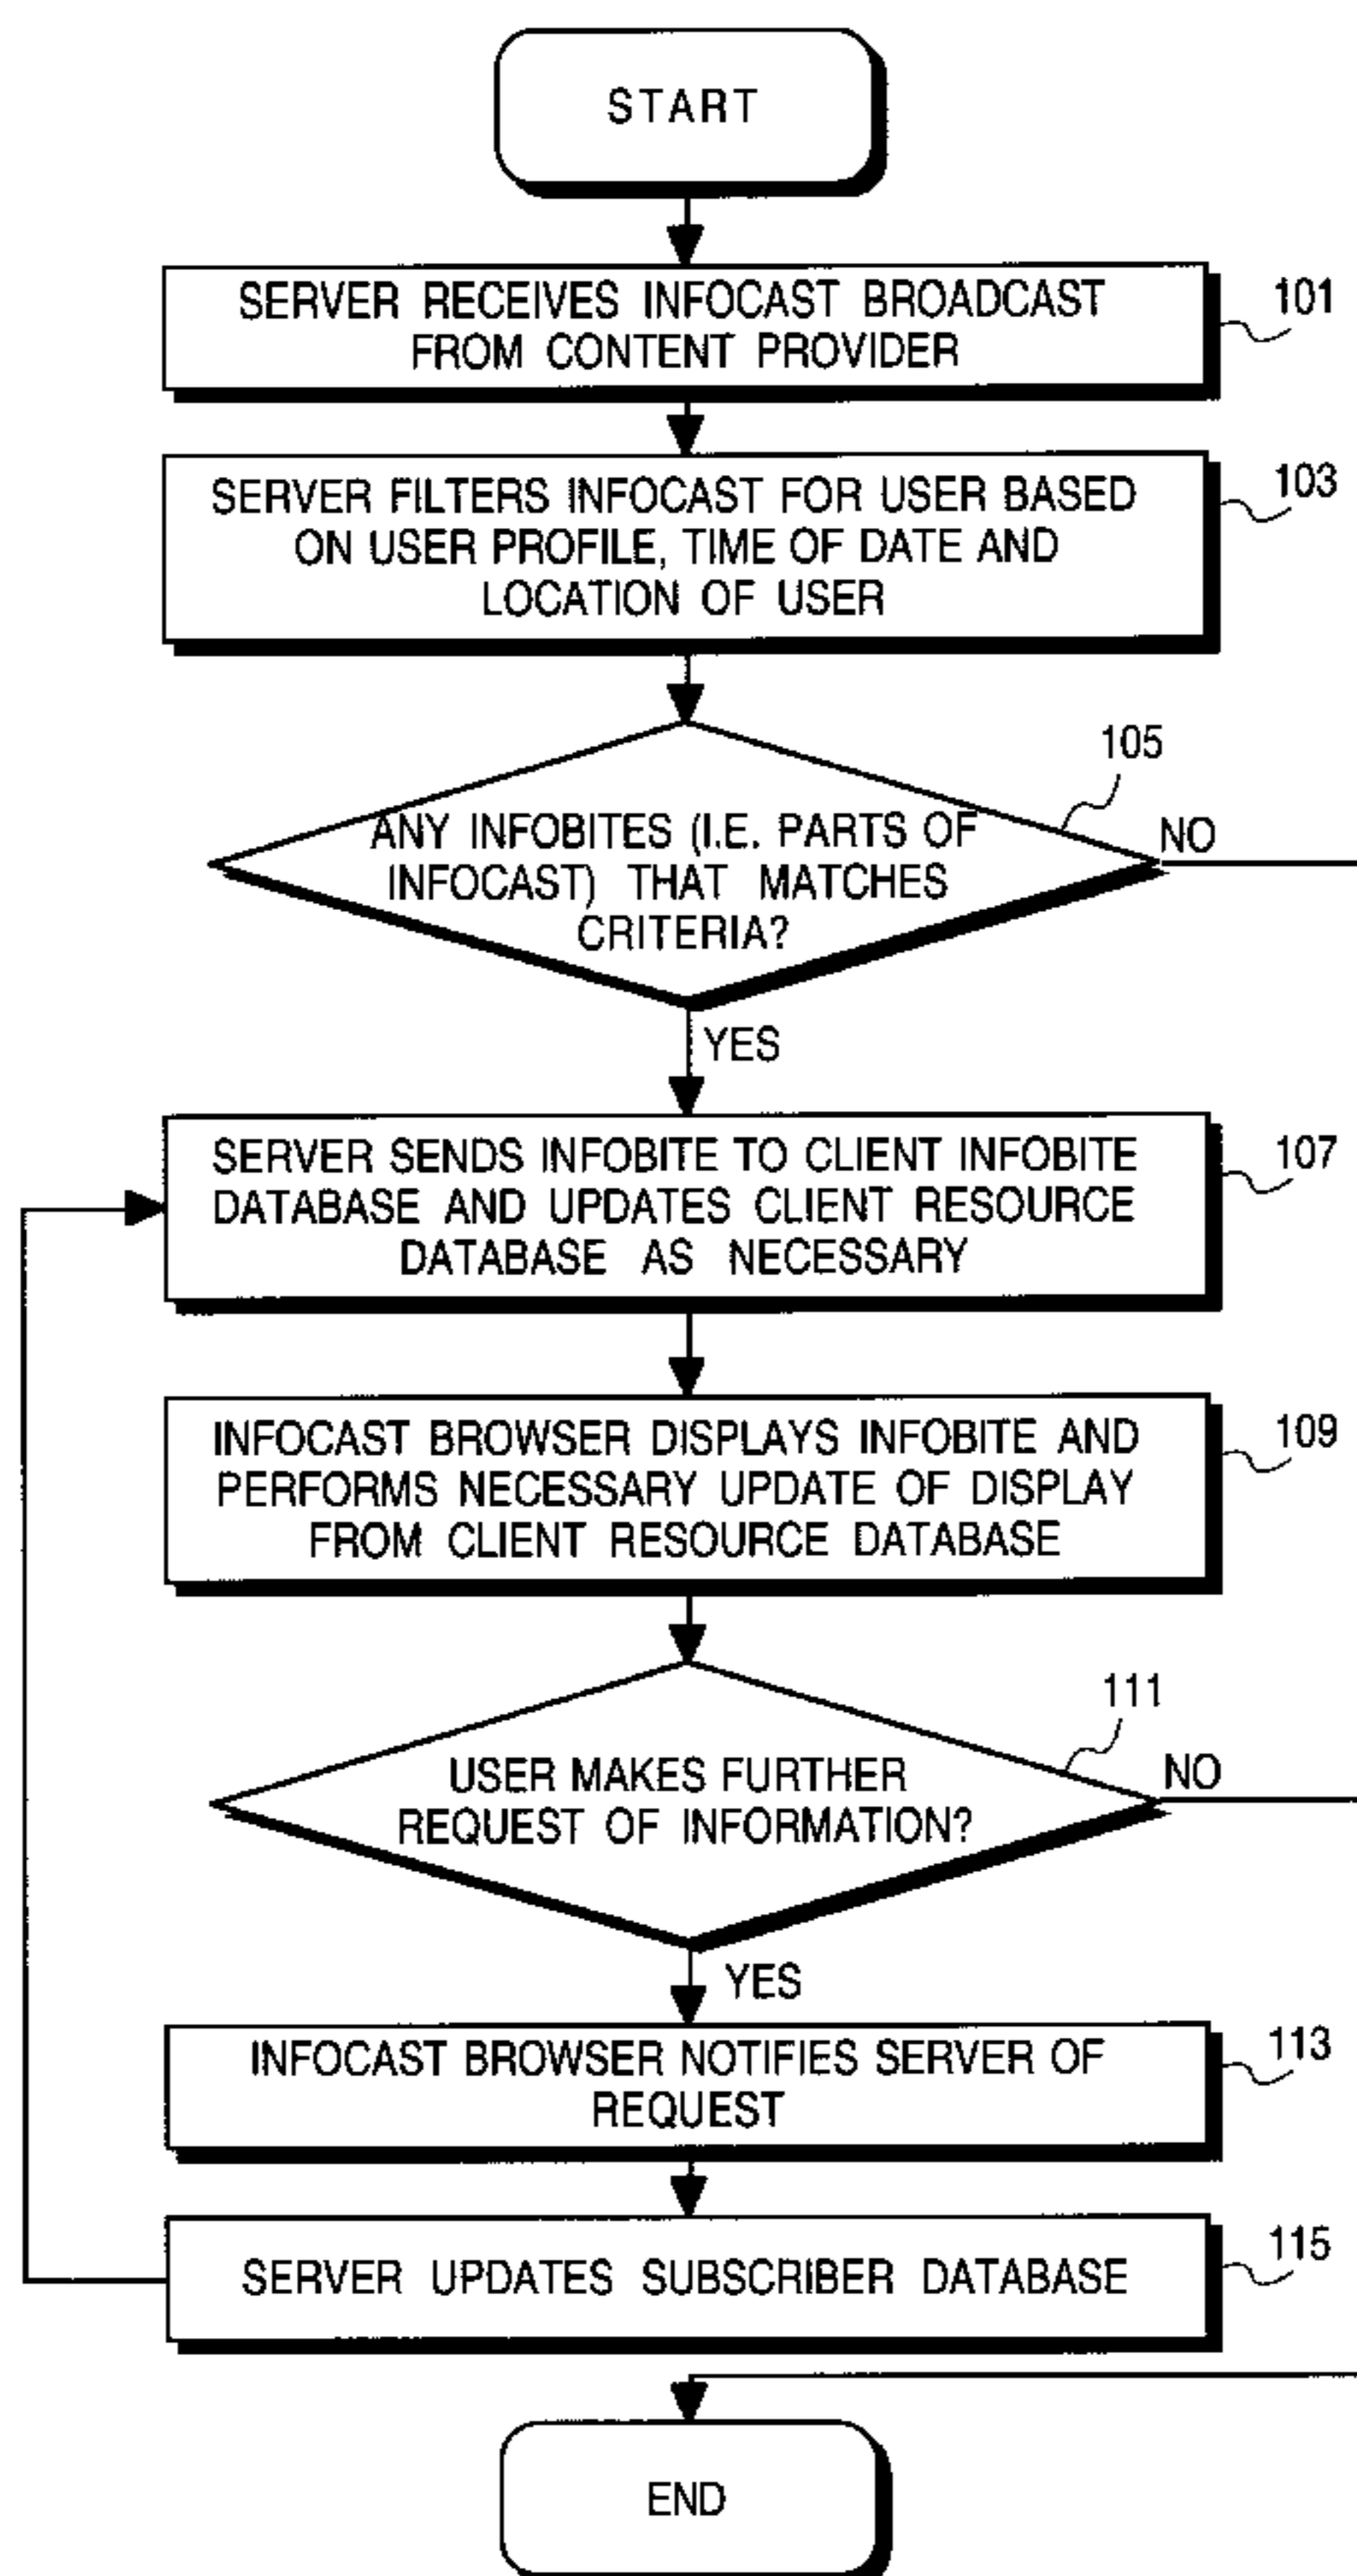 START
SERVER RECEIVES INFOCAST BROADCAST
FROM CONTENT PROVIDER
101
SERVER FILTERS INFOCAST FOR USER BASED
ON USER PROFILE, TIME OF DATE AND
LOCATION OF USER
103
105
ANY INFOBITES (I.E. PARTS OF
INFOCAST) THAT MATCHES
CRITERIA?
NO
YES
SERVER SENDS INFOBITE TO CLIENT INFOBITE
DATABASE AND UPDATES CLIENT RESOURCE
DATABASE AS NECESSARY
107
INFOCAST BROWSER DISPLAYS INFOBITE AND
PERFORMS NECESSARY UPDATE OF DISPLAY
FROM CLIENT RESOURCE DATABASE
109
111
USER MAKES FURTHER
REQUEST OF INFORMATION?
NO
YES
INFOCAST BROWSER NOTIFIES SERVER OF
REQUEST
113
SERVER UPDATES SUBSCRIBER DATABASE
115
END